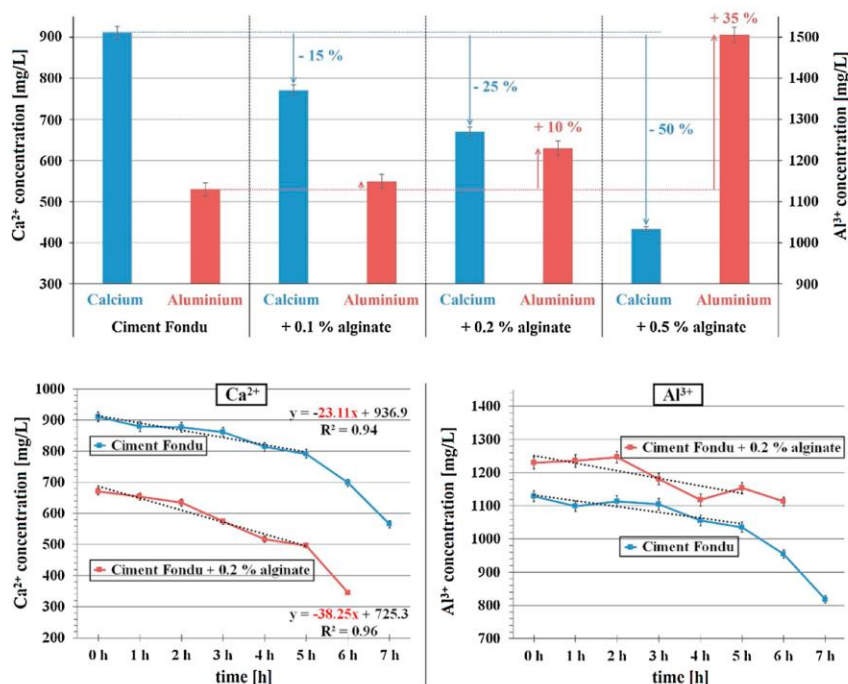 Ca²⁺ concentration [mg/L]
900
800
700
600
500
400
300
- 15 %
- 25 %
+ 10 %
- 50 %
+ 35 %
1500
1400
1300
1200
1100
1000
900
Al³⁺ concentration [mg/L]
Calcium Aluminium Calcium Aluminium Calcium Aluminium Calcium Aluminium
Ciment Fondu + 0.1 % alginate + 0.2 % alginate + 0.5 % alginate
Ca²⁺
Ca²⁺ concentration [mg/L]
1000
900
800
700
600
500
400
300
200
y = -23.11x + 936.9
R² = 0.94
Ciment Fondu
Ciment Fondu + 0.2 % alginate
y = -38.25x + 725.3
R² = 0.96
0 h 1 h 2 h 3 h 4 h 5 h 6 h 7 h
time [h]
Al³⁺
Al³⁺ concentration [mg/L]
1400
1300
1200
1100
1000
900
800
700
Ciment Fondu + 0.2 % alginate
Ciment Fondu
0 h 1 h 2 h 3 h 4 h 5 h 6 h 7 h
time [h]